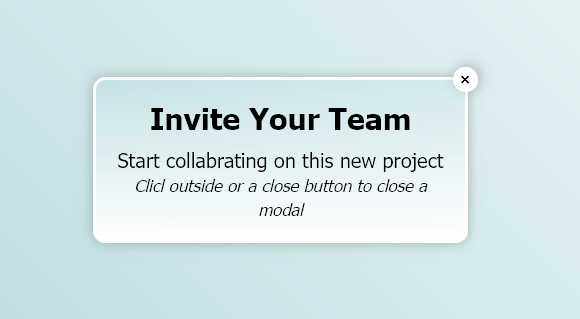 Invite Your Team
Start collabrating on this new project
Clicl outside or a close button to close a
modal